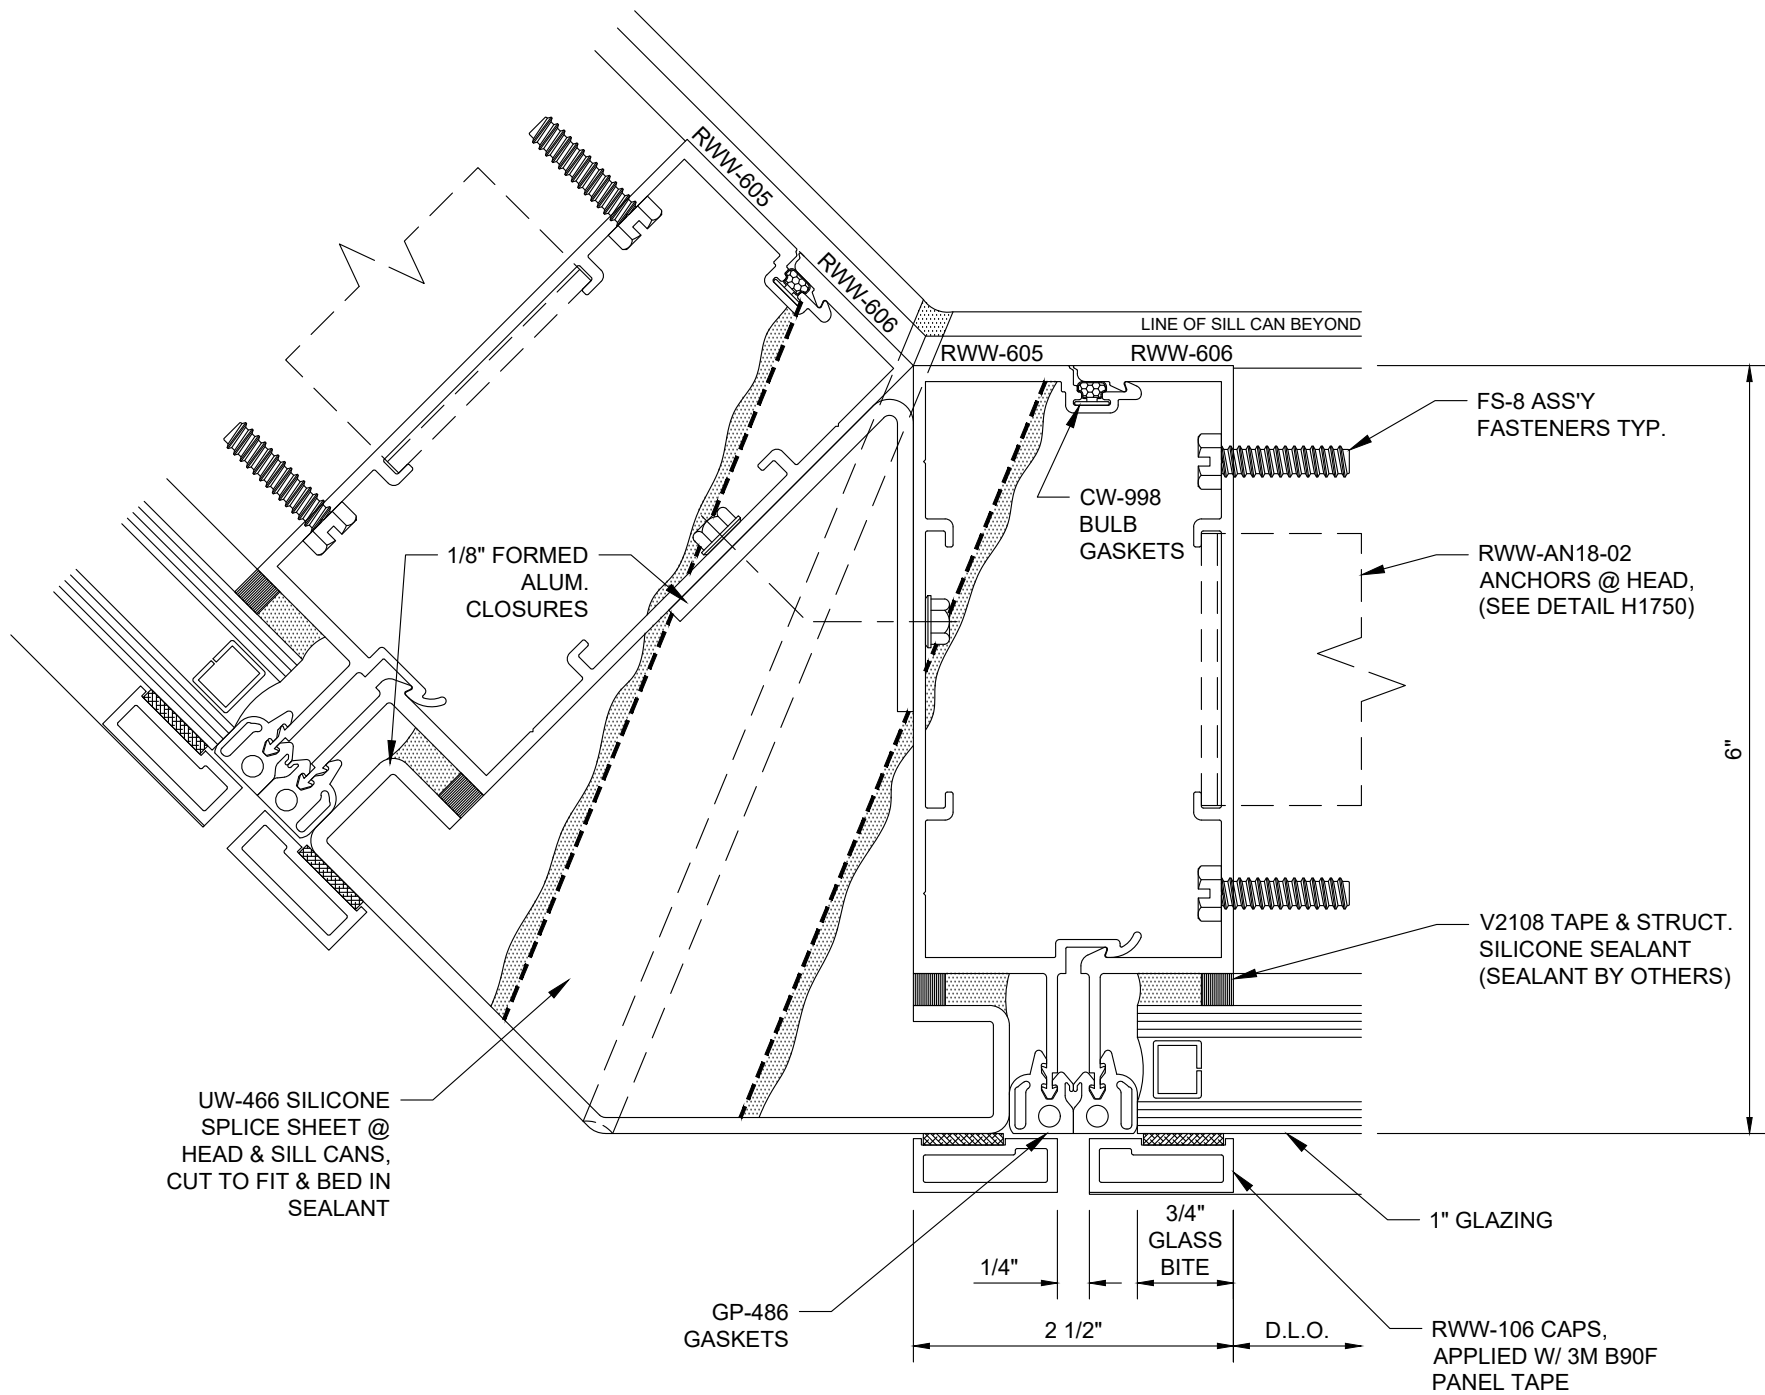 RWW-605
RWW-606
LINE OF SILL CAN BEYOND
RWW-605
RWW-606
FS-8 ASS'Y
FASTENERS TYP.
CW-998
BULB
GASKETS
RWW-AN18-02
ANCHORS @ HEAD,
(SEE DETAIL H1750)
1/8" FORMED
ALUM.
CLOSURES
6"
V2108 TAPE & STRUCT.
SILICONE SEALANT
(SEALANT BY OTHERS)
UW-466 SILICONE
SPLICE SHEET @
HEAD & SILL CANS,
CUT TO FIT & BED IN
SEALANT
1" GLAZING
3/4"
GLASS
BITE
1/4"
GP-486
GASKETS
2 1/2"
D.L.O.
RWW-106 CAPS,
APPLIED W/ 3M B90F
PANEL TAPE